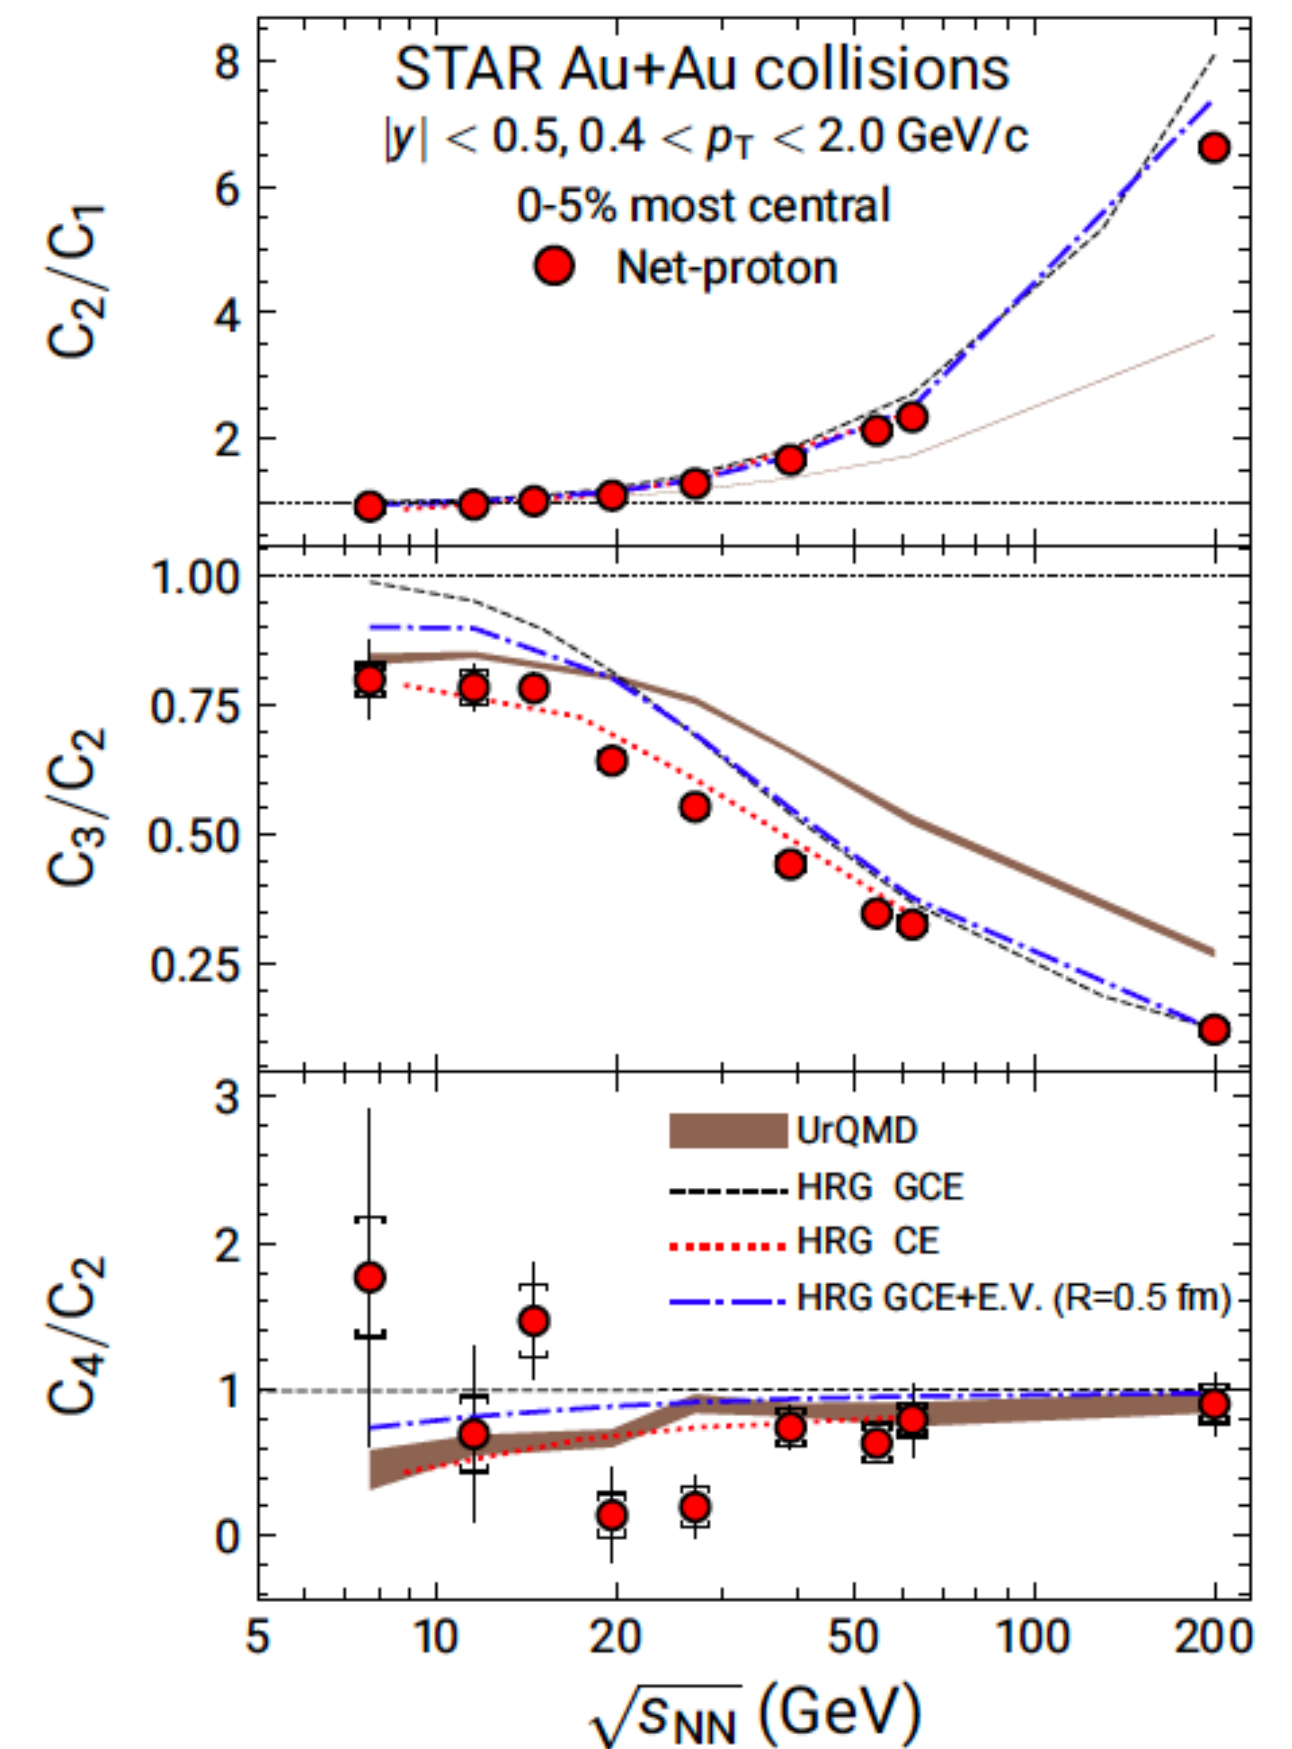 STAR Au+Au collisions
|y| < 0.5, 0.4 < pT < 2.0 GeV/c
0-5% most central
Net-proton
C2/C1
8
6
4
2
C3/C2
1.00
0.75
0.50
0.25
C4/C2
3
2
1
0
UrQMD
HRG GCE
HRG CE
HRG GCE+E.V. (R=0.5 fm)
5 10 20 50 100 200
√sNN (GeV)